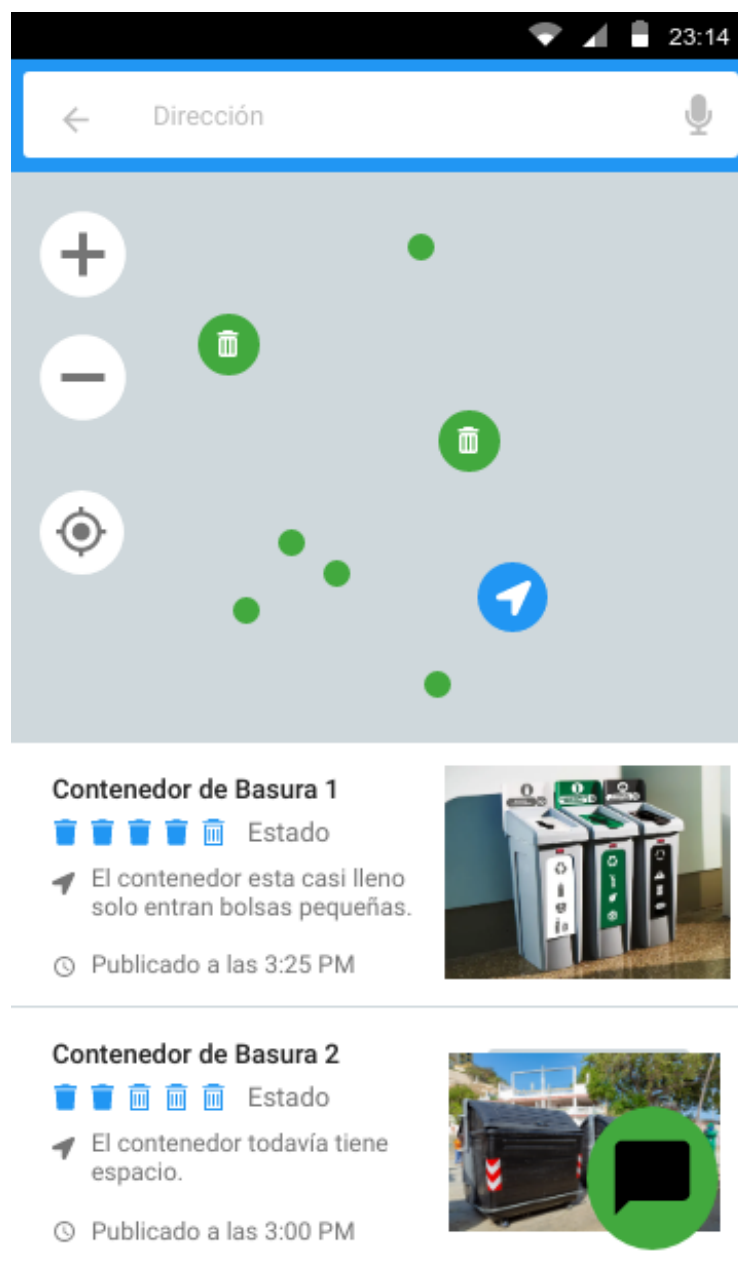 23:14
Dirección
Contenedor de Basura 1
Estado
El contenedor esta casi lleno
solo entran bolsas pequeñas.
Publicado a las 3:25 PM
Contenedor de Basura 2
Estado
El contenedor todavía tiene
espacio.
Publicado a las 3:00 PM